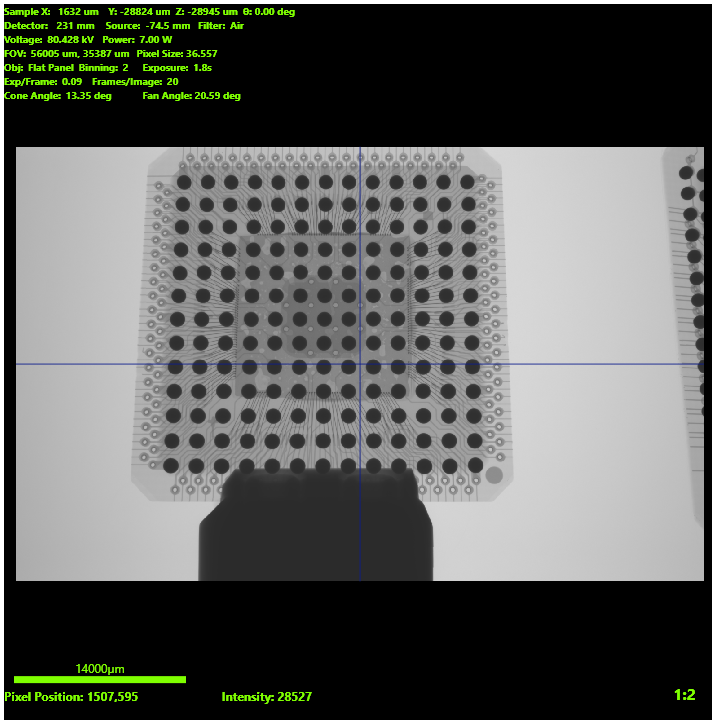 Sample X: 1632 um Y: -28824 um Z: -28945 um θ: 0.00 deg
Detector: 231 mm Source: -74.5 mm Filter: Air
Voltage: 80.428 kV Power: 7.00 W
FOV: 56005 um, 35387 um Pixel Size: 36.557
Obj: Flat Panel Binning: 2 Exposure: 1.8s
Exp/Frame: 0.09 Frames/Image: 20
Cone Angle: 13.35 deg Fan Angle: 20.59 deg
14000µm
Pixel Position: 1507,595 Intensity: 28527
1:2